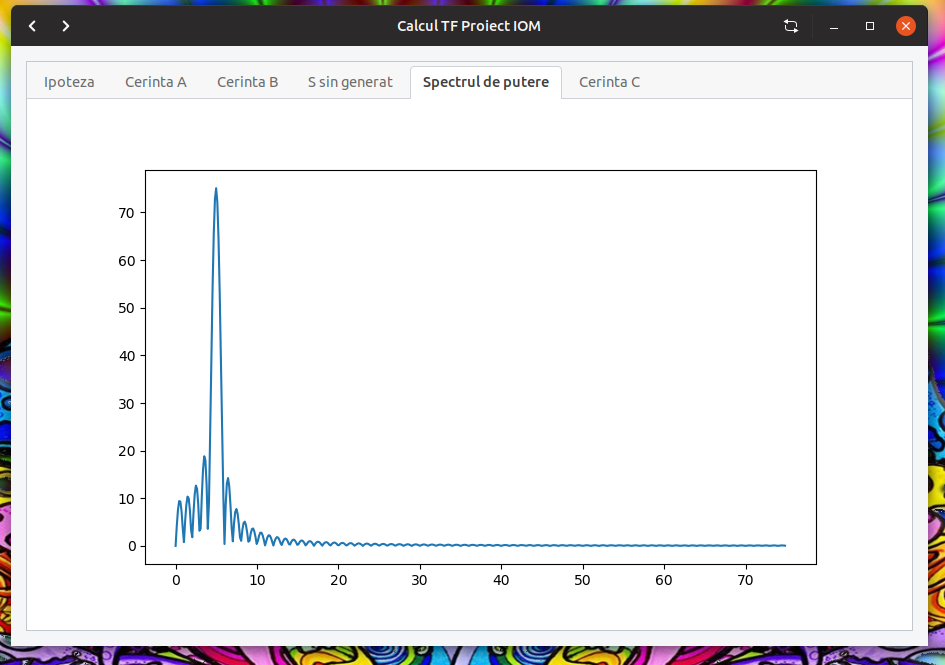 Calcul TF Proiect IOM
Ipoteza Cerinta A Cerinta B S sin generat Spectrul de putere Cerinta C
70
60
50
40
30
20
10
0
0 10 20 30 40 50 60 70